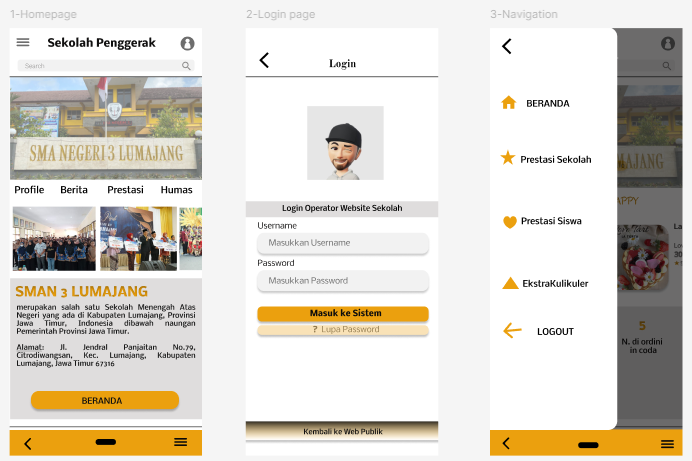 1-Homepage
Sekolah Penggerak
Search
SMA NEGERI 3 LUMAJANG
Profile Berita Prestasi Humas
SMAN 3 LUMAJANG
merupakan salah satu Sekolah Menengah Atas
Negeri yang ada di Kabupaten Lumajang, Provinsi
Jawa Timur, Indonesia dibawah naungan
Pemerintah Provinsi Jawa Timur.
Alamat: Jl. Jendral Panjaitan No.79,
Citrodiwangsan, Kec. Lumajang, Kabupaten
Lumajang, Jawa Timur 67316
BERANDA
2-Login page
Login
Login Operator Website Sekolah
Username
Masukkan Username
Password
Masukkan Password
Masuk ke Sistem
? Lupa Password
Kembali ke Web Publik
3-Navigation
BERANDA
Prestasi Sekolah
Prestasi Siswa
EkstraKulikuler
LOGOUT
MAJANG
APPY
5
N. di ordini
in coda